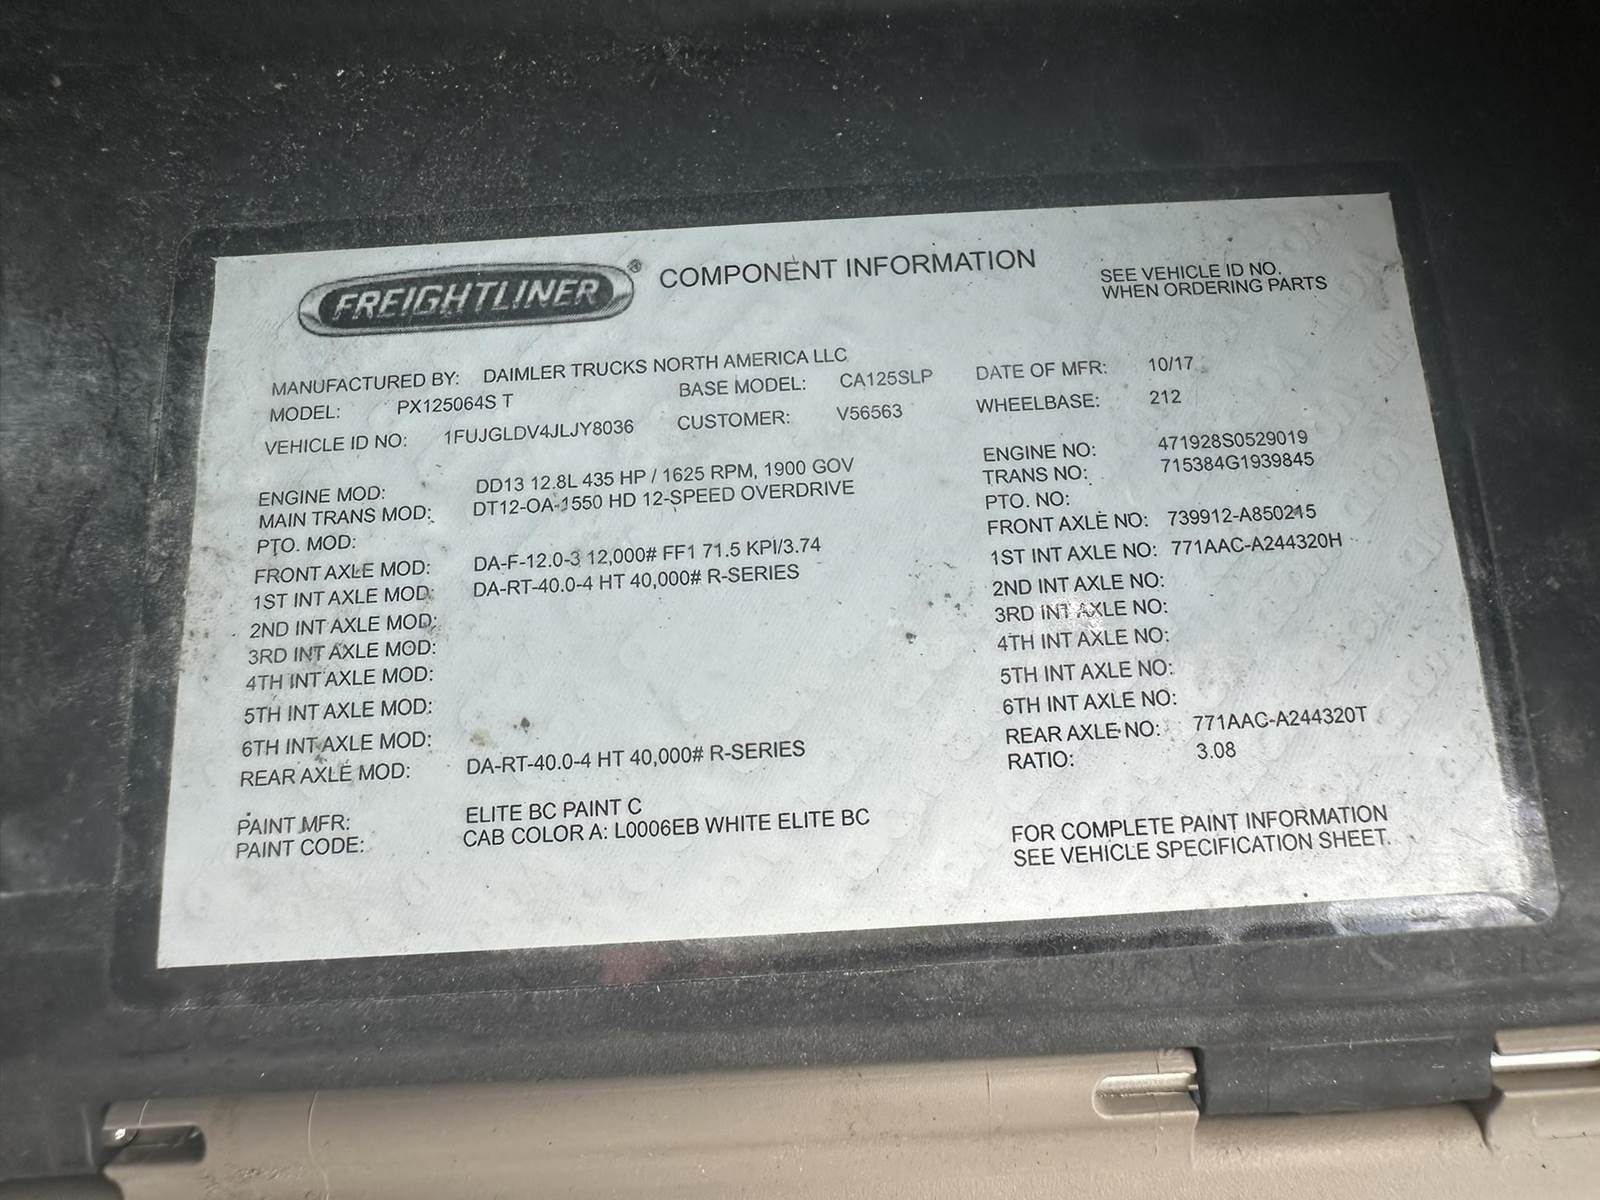 FREIGHTLINER® COMPONENT INFORMATION
SEE VEHICLE ID NO.
WHEN ORDERING PARTS
MANUFACTURED BY: DAIMLER TRUCKS NORTH AMERICA LLC
MODEL: PX125064S T BASE MODEL: CA125SLP DATE OF MFR: 10/17
VEHICLE ID NO: 1FUJGLDV4JLJY8036 CUSTOMER: V56563 WHEELBASE: 212
ENGINE MOD: DD13 12.8L 435 HP / 1625 RPM, 1900 GOV ENGINE NO: 471928S0529019
MAIN TRANS MOD: DT12-OA-1550 HD 12-SPEED OVERDRIVE TRANS NO: 715384G1939845
PTO. MOD: PTO. NO:
FRONT AXLE MOD: DA-F-12.0-3 12,000# FF1 71.5 KPI/3.74 FRONT AXLE NO: 739912-A850215
1ST INT AXLE MOD: DA-RT-40.0-4 HT 40,000# R-SERIES 1ST INT AXLE NO: 771AAC-A244320H
2ND INT AXLE MOD: 2ND INT AXLE NO:
3RD INT AXLE MOD: 3RD INT AXLE NO:
4TH INT AXLE MOD: 4TH INT AXLE NO:
5TH INT AXLE MOD: 5TH INT AXLE NO:
6TH INT AXLE MOD: 6TH INT AXLE NO:
REAR AXLE MOD: DA-RT-40.0-4 HT 40,000# R-SERIES REAR AXLE NO: 771AAC-A244320T
RATIO: 3.08
PAINT MFR: ELITE BC PAINT C
PAINT CODE: CAB COLOR A: L0006EB WHITE ELITE BC
FOR COMPLETE PAINT INFORMATION
SEE VEHICLE SPECIFICATION SHEET.